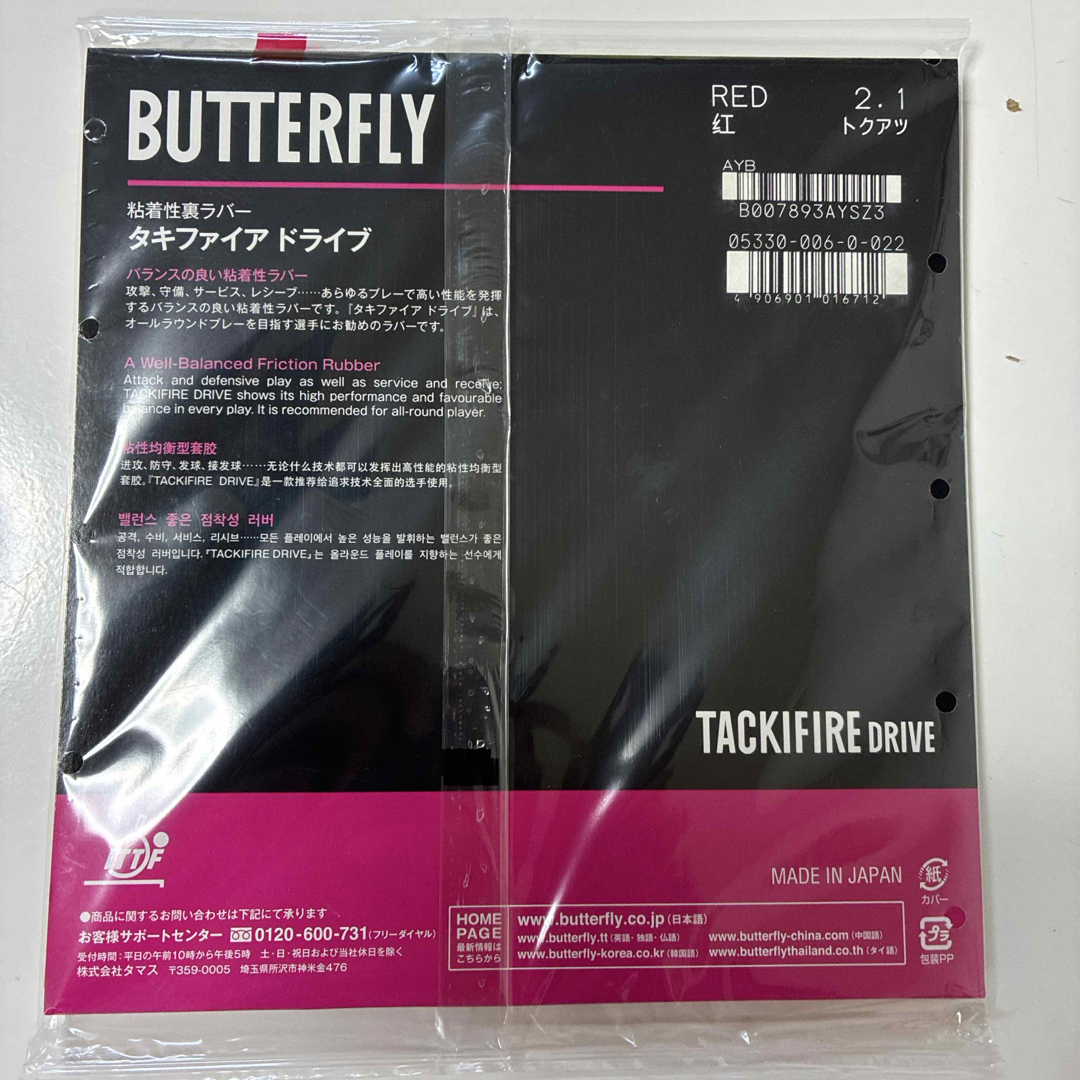 BUTTERFLY
RED 2.1
红 トクアツ
AYB
B007893AYSZ3
05330-006-0-022
4 906901 016712
粘着性裏ラバー
タキファイア ドライブ
バランスの良い粘着性ラバー
攻撃、守備、サービス、レシーブ……あらゆるプレーで高い性能を発揮
するバランスの良い粘着性ラバーです。『タキファイア ドライブ』は、
オールラウンドプレーを目指す選手にお勧めのラバーです。
A Well-Balanced Friction Rubber
Attack and defensive play as well as service and receive;
TACKIFIRE DRIVE shows its high performance and favourable
balance in every play. It is recommended for all-round player.
粘性均衡型套胶
进攻、防守、发球、接发球……无论什么技术都可以发挥出高性能的粘性均衡型
套胶。『TACKIFIRE DRIVE』是一款推荐给追求技术全面的选手使用。
밸런스 좋은 점착성 러버
공격, 수비, 서비스, 리시브……모든 플레이에서 높은 성능을 발휘하는 밸런스가 좋은
점착성 러버입니다.『TACKIFIRE DRIVE』는 올라운드 플레이를 지향하는 선수에게
적합합니다.
TACKIFIRE DRIVE
ITTF
MADE IN JAPAN
紙
カバー
プラ
包装PP
●商品に関するお問い合わせは下記にて承ります
お客様サポートセンター 0120-600-731(フリーダイヤル)
受付時間:平日の午前10時から午後5時 土・日・祝日および当社休日を除く
株式会社タマス 〒359-0005 埼玉県所沢市神米金476
HOME
PAGE
最新情報は
こちらから
www.butterfly.co.jp(日本語)
www.butterfly.tt(英語・独語・仏語) www.butterfly-china.com(中国語)
www.butterfly-korea.co.kr(韓国語) www.butterflythailand.co.th(タイ語)